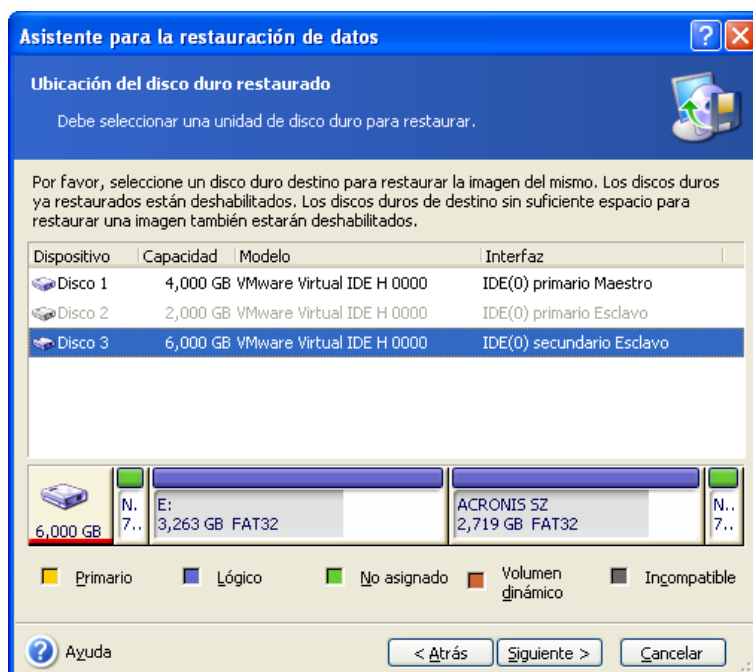 Asistente para la restauración de datos
Ubicación del disco duro restaurado
Debe seleccionar una unidad de disco duro para restaurar.
Por favor, seleccione un disco duro destino para restaurar la imagen del mismo. Los discos duros
ya restaurados están deshabilitados. Los discos duros de destino sin suficiente espacio para
restaurar una imagen también estarán deshabilitados.
Dispositivo Capacidad Modelo Interfaz
Disco 1 4,000 GB VMware Virtual IDE H 0000 IDE(0) primario Maestro
Disco 2 2,000 GB VMware Virtual IDE H 0000 IDE(0) primario Esclavo
Disco 3 6,000 GB VMware Virtual IDE H 0000 IDE(0) secundario Esclavo
N. E: ACRONIS SZ N..
6,000 GB 7.. 3,263 GB FAT32 2,719 GB FAT32 7..
Primario Lógico No asignado Volumen dinámico Incompatible
Ayuda < Atrás Siguiente > Cancelar